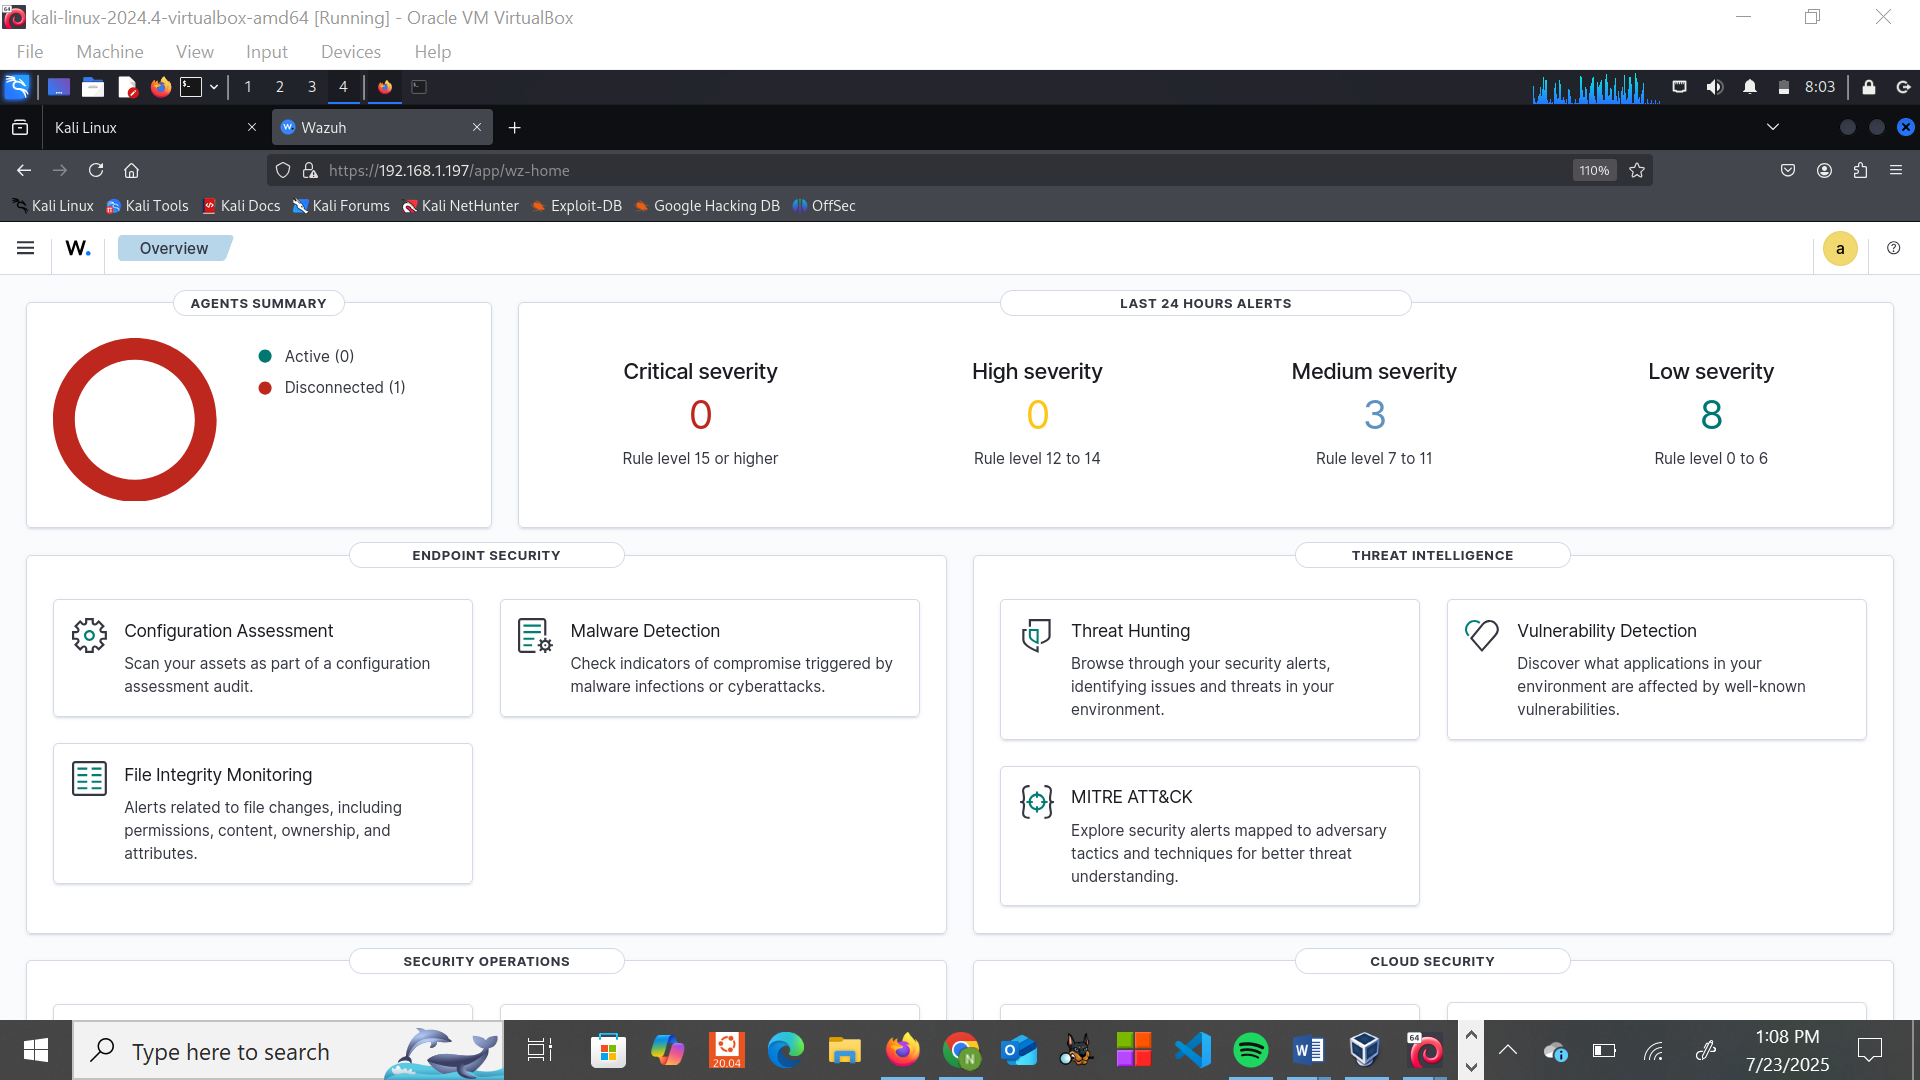 kali-linux-2024.4-virtualbox-amd64 [Running] - Oracle VM VirtualBox
File Machine View Input Devices Help
1 2 3 4 8:03
Kali Linux Wazuh
https://192.168.1.197/app/wz-home 110%
Kali Linux Kali Tools Kali Docs Kali Forums Kali NetHunter Exploit-DB Google Hacking DB OffSec
W. Overview a
AGENTS SUMMARY
Active (0)
Disconnected (1)
LAST 24 HOURS ALERTS
Critical severity
0
Rule level 15 or higher
High severity
0
Rule level 12 to 14
Medium severity
3
Rule level 7 to 11
Low severity
8
Rule level 0 to 6
ENDPOINT SECURITY
Configuration Assessment
Scan your assets as part of a configuration
assessment audit.
Malware Detection
Check indicators of compromise triggered by
malware infections or cyberattacks.
File Integrity Monitoring
Alerts related to file changes, including
permissions, content, ownership, and
attributes.
THREAT INTELLIGENCE
Threat Hunting
Browse through your security alerts,
identifying issues and threats in your
environment.
Vulnerability Detection
Discover what applications in your
environment are affected by well-known
vulnerabilities.
MITRE ATT&CK
Explore security alerts mapped to adversary
tactics and techniques for better threat
understanding.
SECURITY OPERATIONS
CLOUD SECURITY
Type here to search
20.04
N
64
1:08 PM
7/23/2025